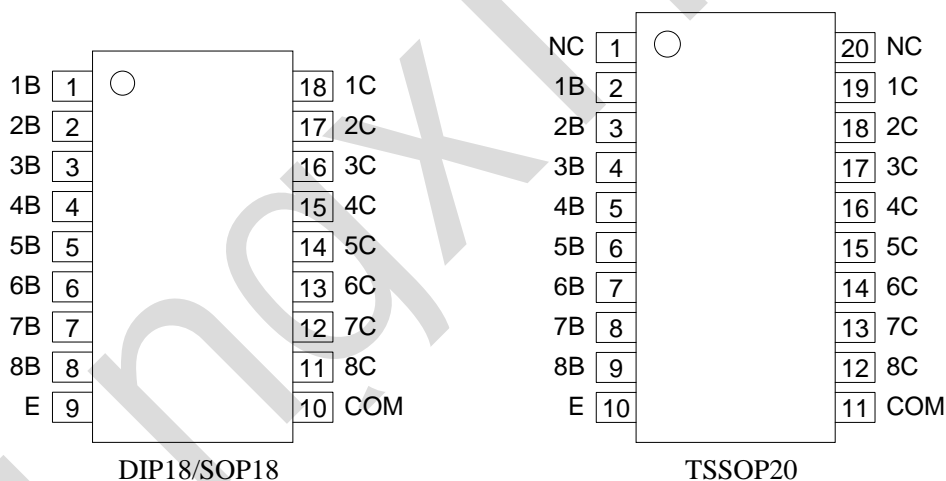 1B 1 18 1C
2B 2 17 2C
3B 3 16 3C
4B 4 15 4C
5B 5 14 5C
6B 6 13 6C
7B 7 12 7C
8B 8 11 8C
E 9 10 COM
DIP18/SOP18
NC 1 20 NC
1B 2 19 1C
2B 3 18 2C
3B 4 17 3C
4B 5 16 4C
5B 6 15 5C
6B 7 14 6C
7B 8 13 7C
8B 9 12 8C
E 10 11 COM
TSSOP20